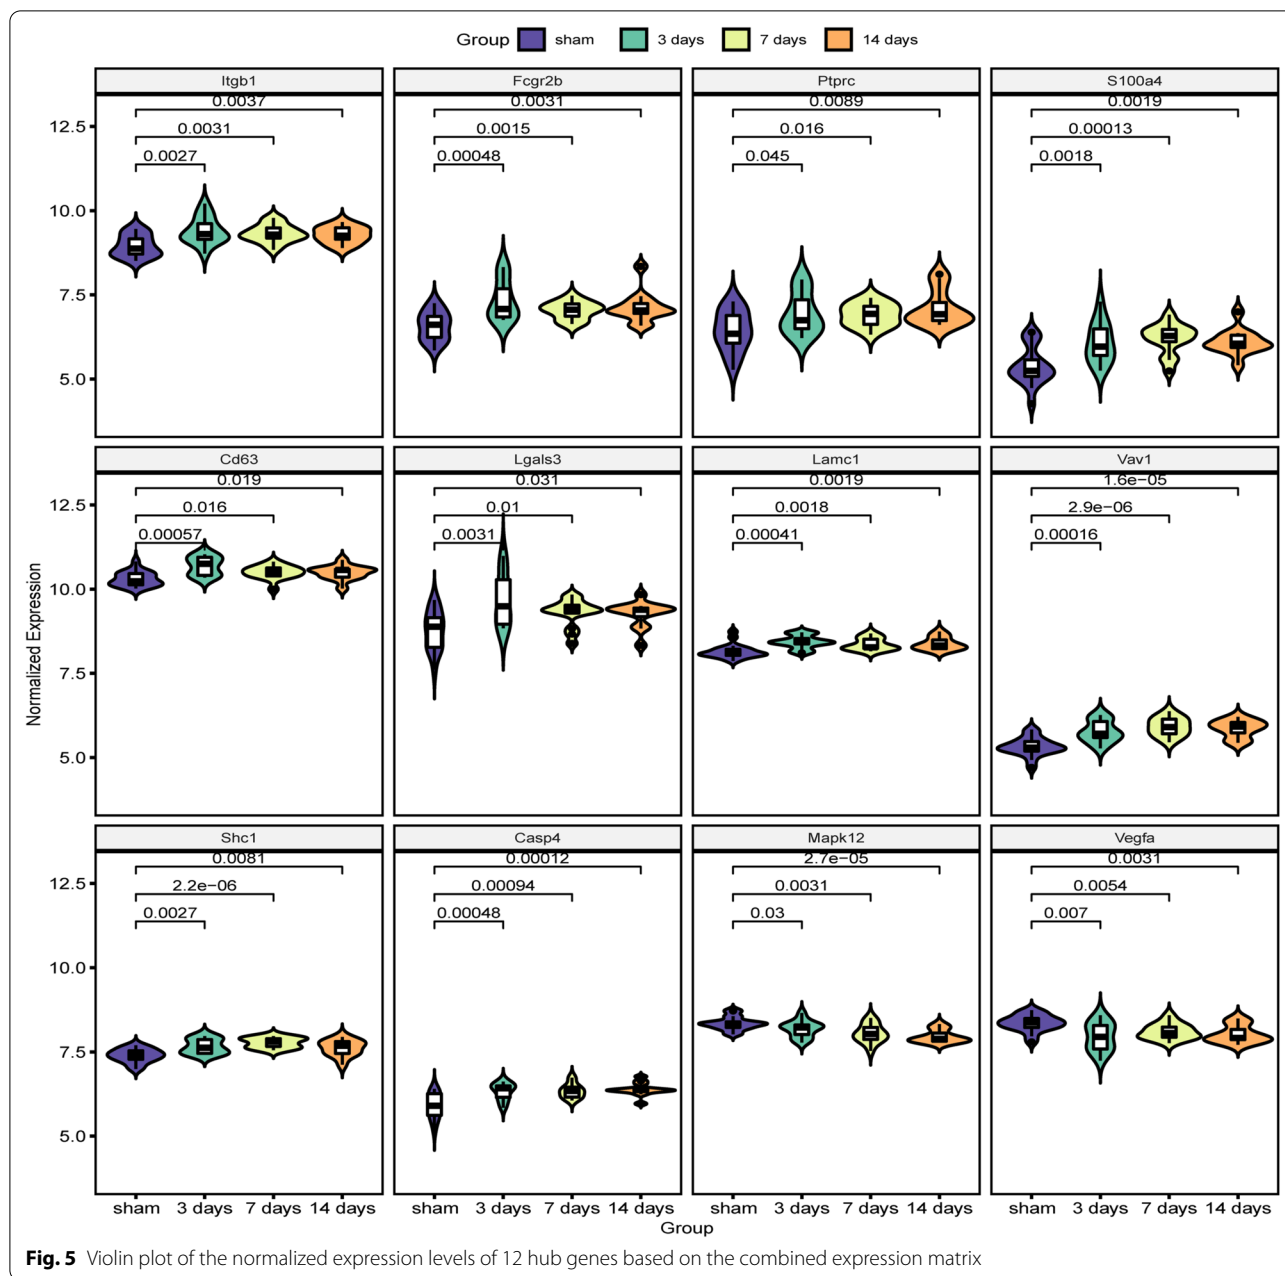 Group sham 3 days 7 days 14 days
Itgb1 Fcgr2b Ptprc S100a4
0.0037 0.0031 0.0089 0.0019
12.5
0.0031 0.0015 0.016 0.00013
0.0027 0.00048 0.045 0.0018
10.0
7.5
5.0
Cd63 Lgals3 Lamc1 Vav1
0.019 0.031 0.0019 1.6e−05
12.5
0.016 0.01 0.0018 2.9e−06
0.00057 0.0031 0.00041 0.00016
10.0
7.5
5.0
Normalized Expression
Shc1 Casp4 Mapk12 Vegfa
0.0081 0.00012 2.7e−05 0.0031
12.5
2.2e−06 0.00094 0.0031 0.0054
0.0027 0.00048 0.03 0.007
10.0
7.5
5.0
sham 3 days 7 days 14 days sham 3 days 7 days 14 days sham 3 days 7 days 14 days sham 3 days 7 days 14 days
Group
Fig. 5 Violin plot of the normalized expression levels of 12 hub genes based on the combined expression matrix